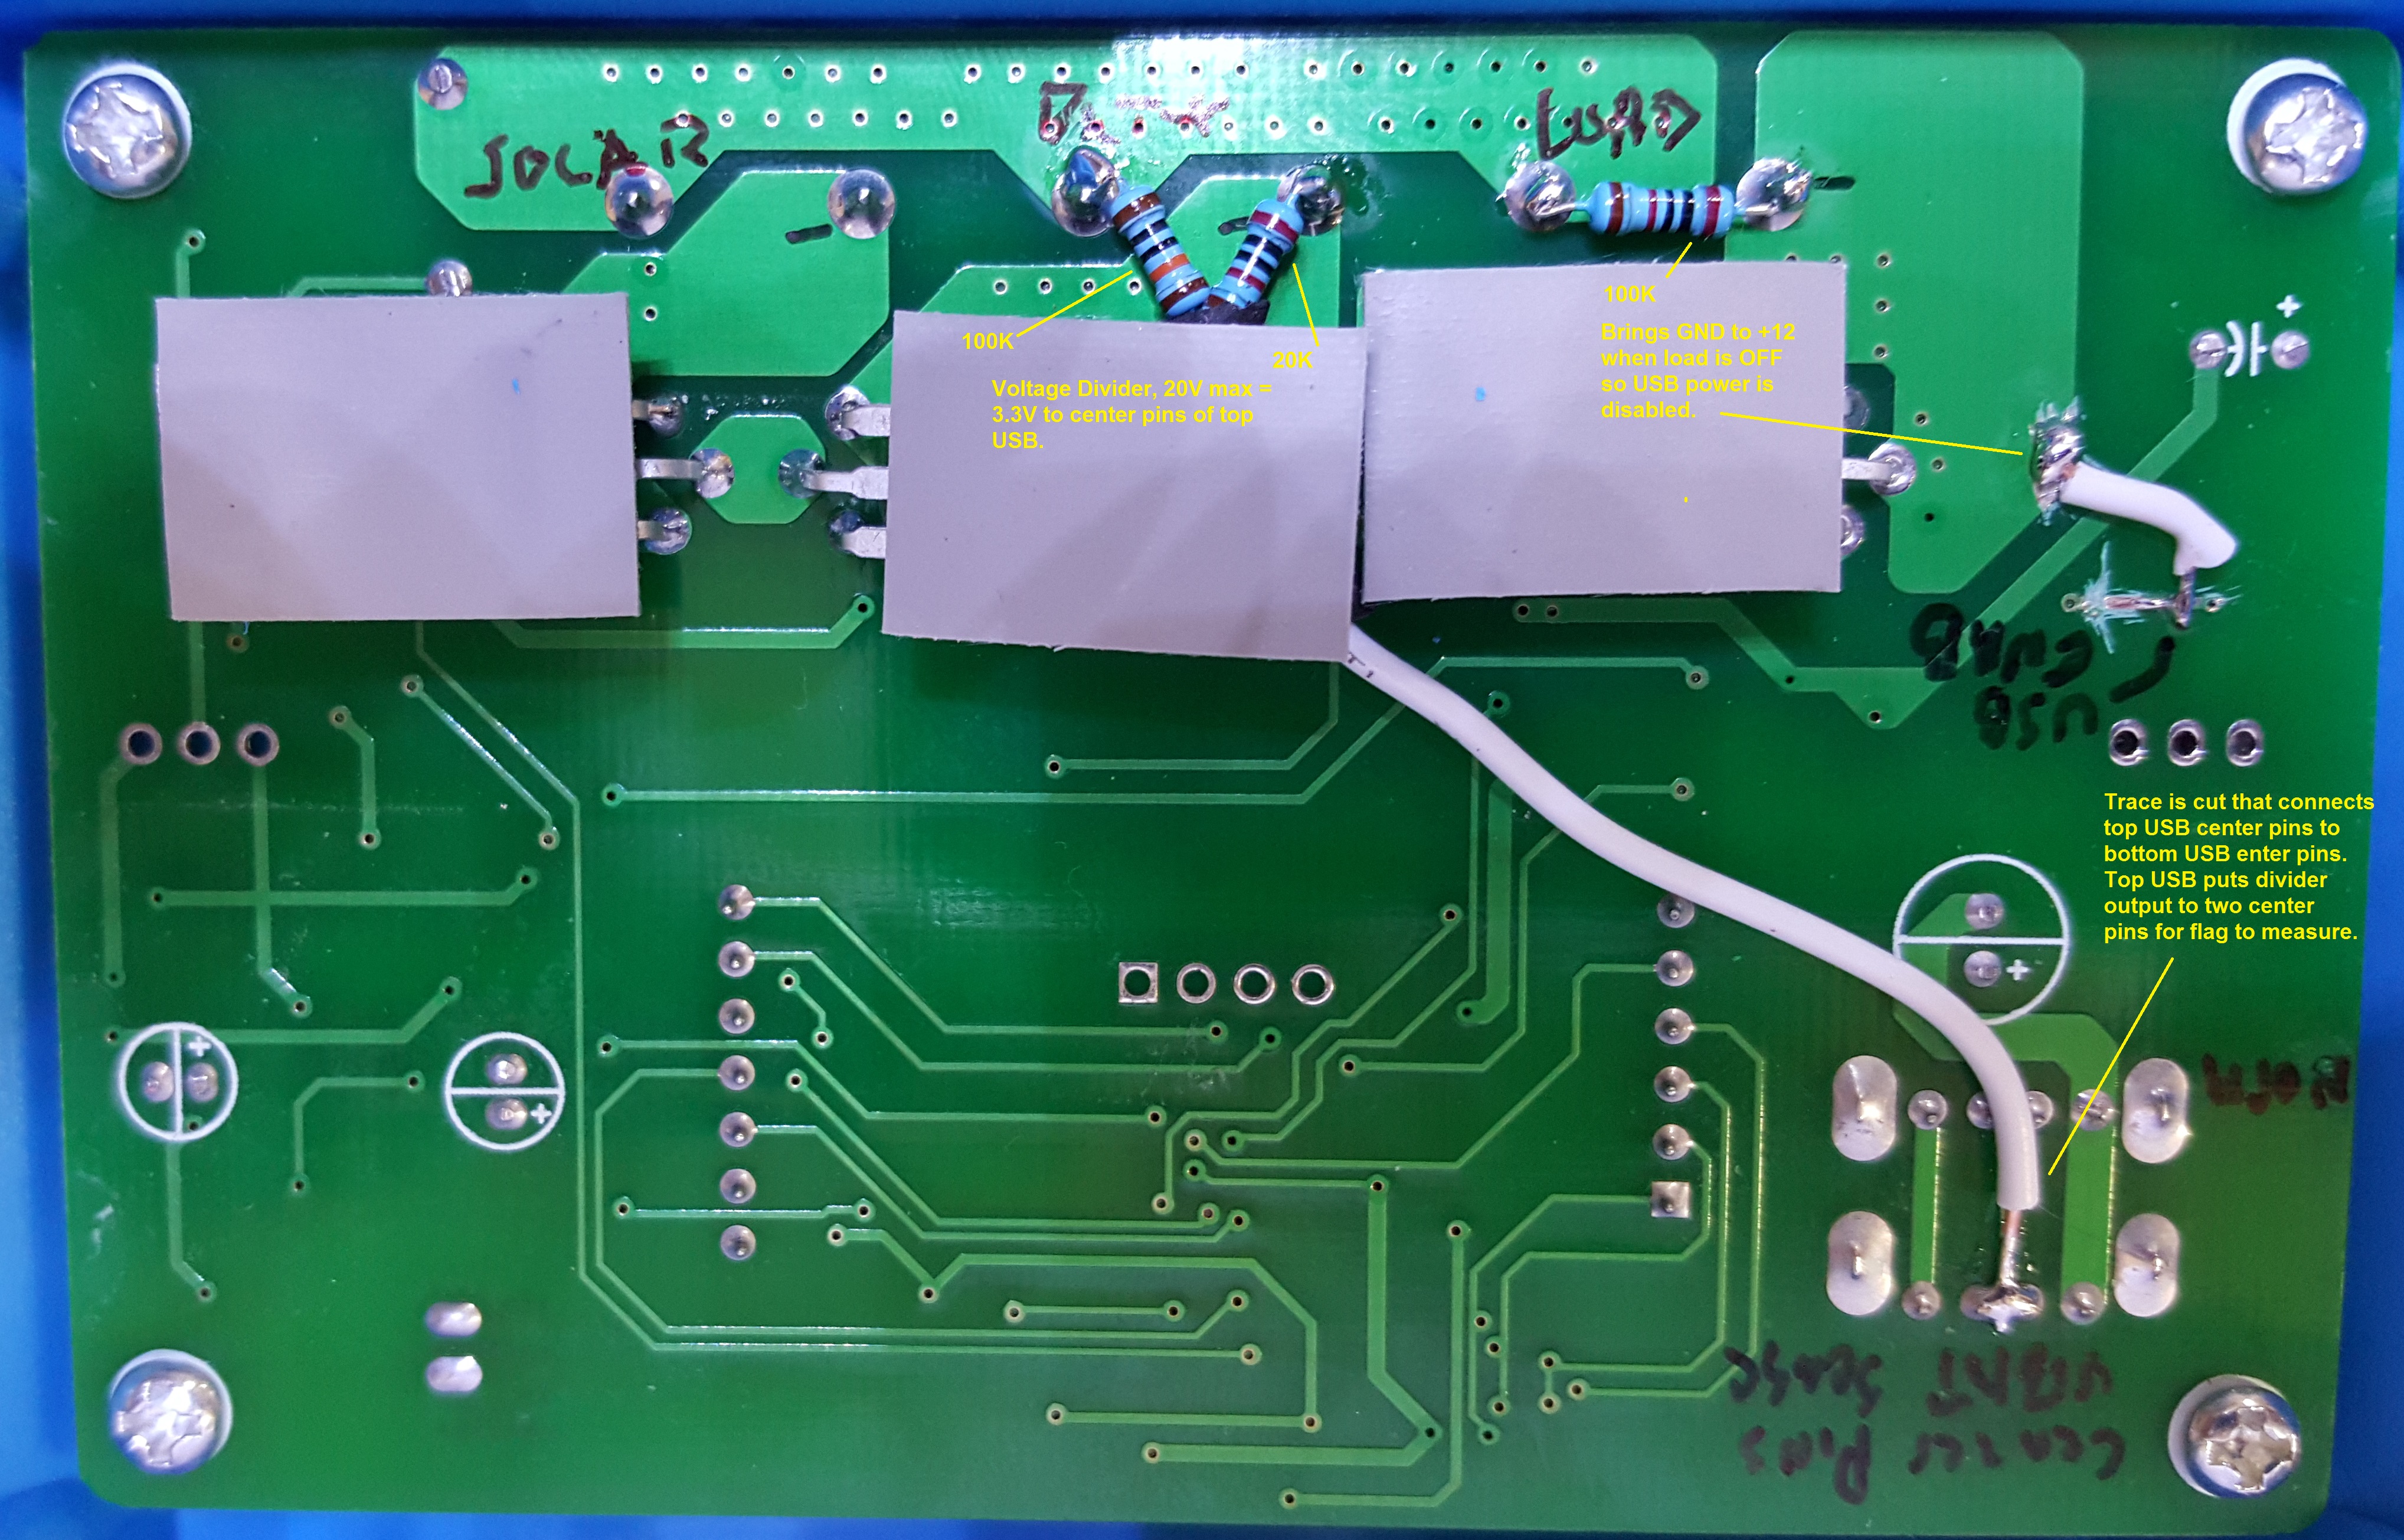 SOLAR
LOAD
-
-
-
100K
20K
Voltage Divider, 20V max =
3.3V to center pins of top
USB.
100K
Brings GND to +12
when load is OFF
so USB power is
disabled.
+
USB
Trace is cut that connects
top USB center pins to
bottom USB enter pins.
Top USB puts divider
output to two center
pins for flag to measure.
+
+
+
CENTER PINS
VBAT SENSE